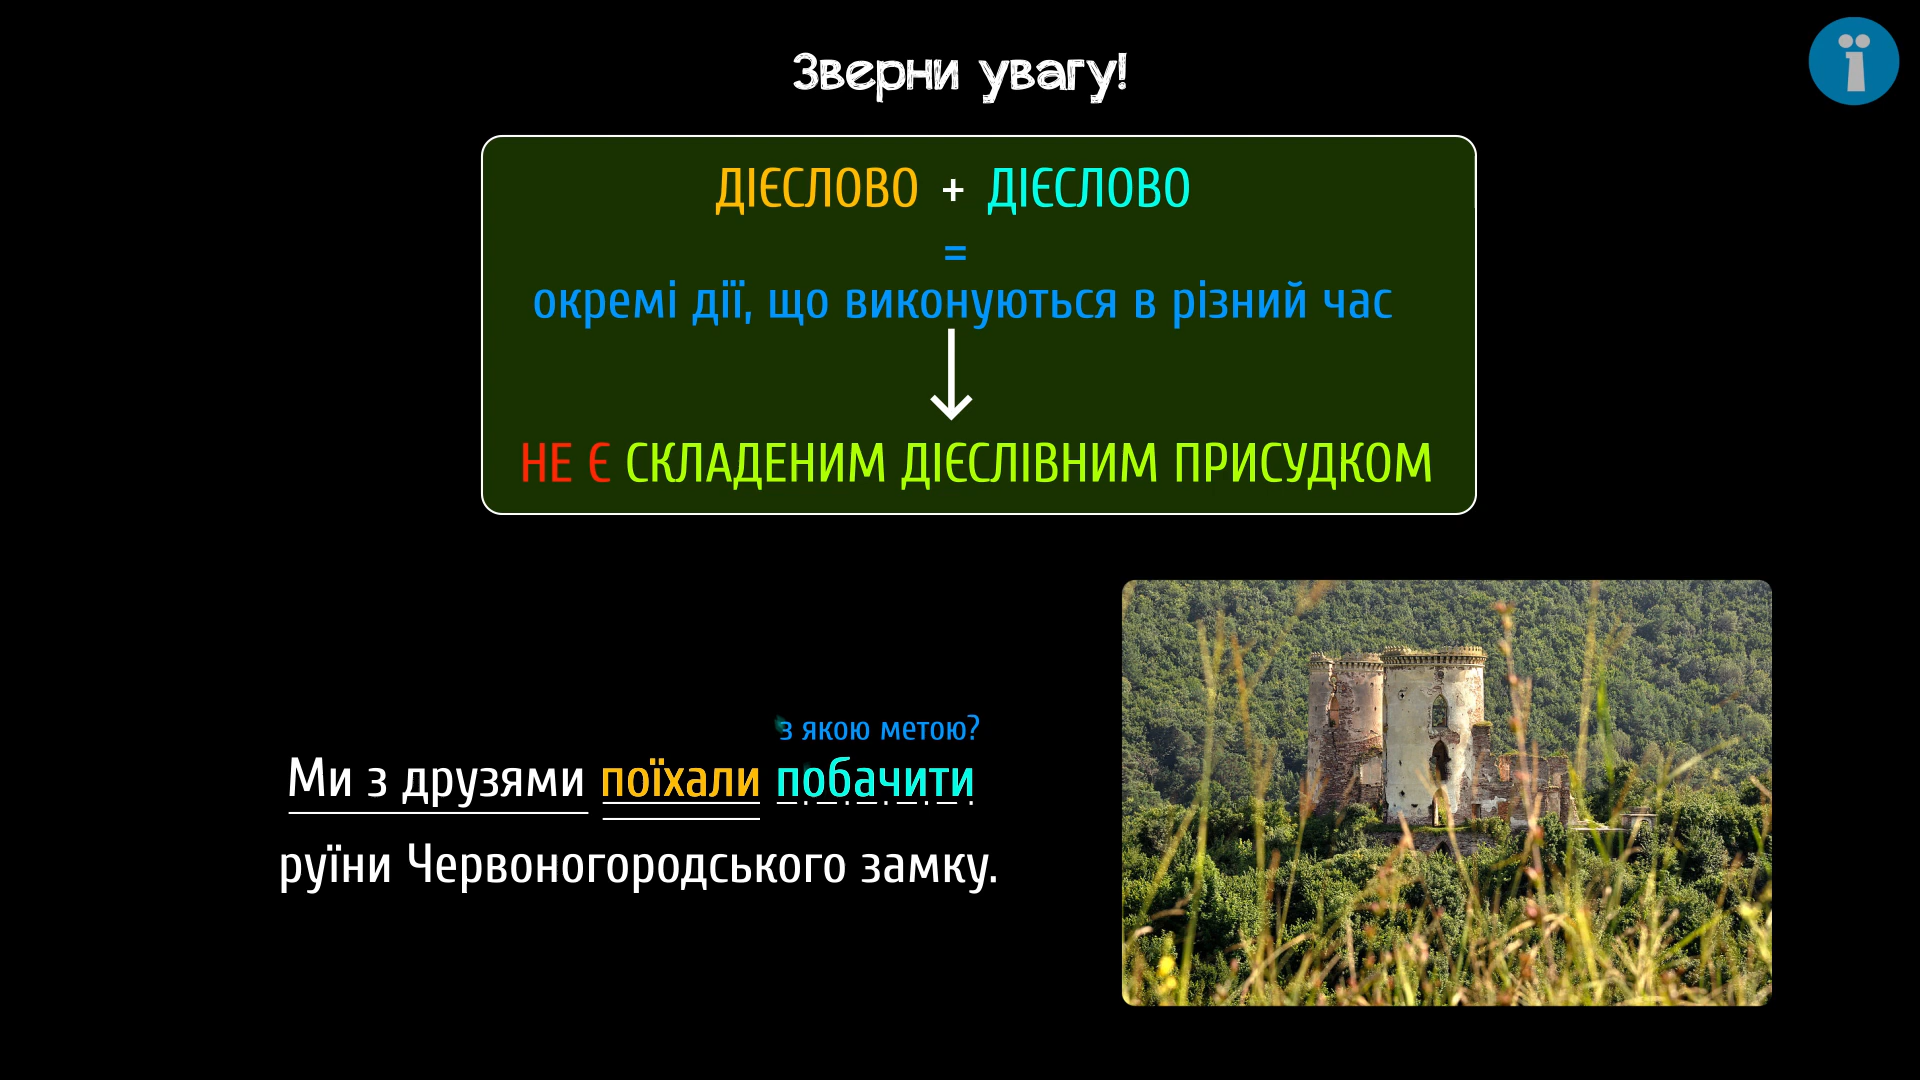 Зверни увагу!
ї
ДІЄСЛОВО + ДІЄСЛОВО
=
окремі дії, що виконуються в різний час
НЕ Є СКЛАДЕНИМ ДІЄСЛІВНИМ ПРИСУДКОМ
з якою метою?
Ми з друзями поїхали побачити
руїни Червоногородського замку.